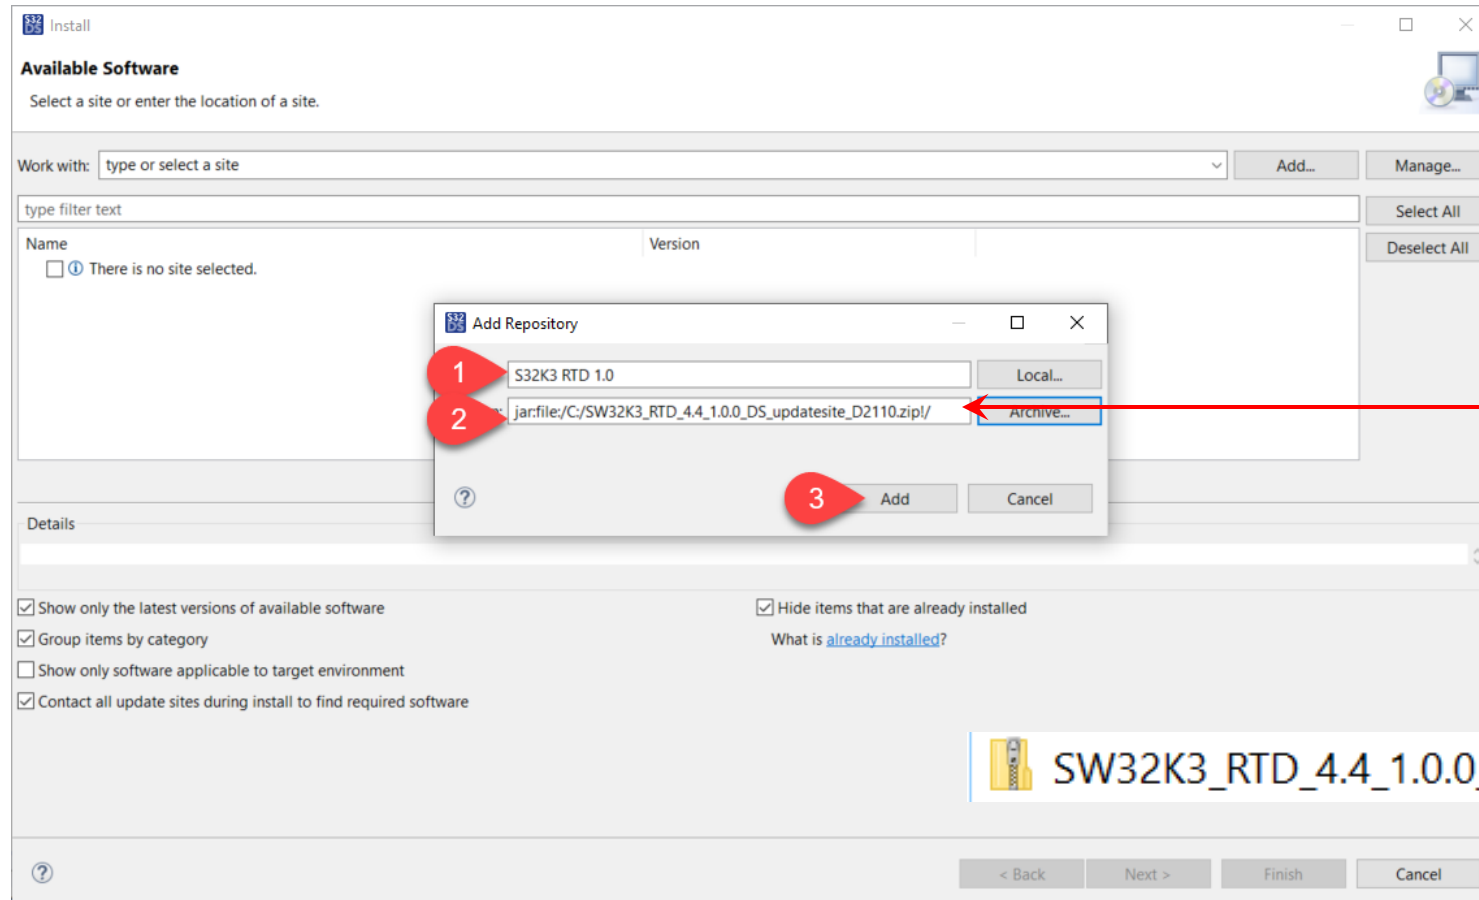 S32
DS Install
Available Software
Select a site or enter the location of a site.
Work with: type or select a site Add... Manage...
type filter text Select All
Name Version Deselect All
There is no site selected.
S32
DS Add Repository
1 S32K3 RTD 1.0 Local...
2 jar:file:/C:/SW32K3_RTD_4.4_1.0.0_DS_updatesite_D2110.zip!/ Archive...
3 Add Cancel
Details
Show only the latest versions of available software Hide items that are already installed
Group items by category What is already installed?
Show only software applicable to target environment
Contact all update sites during install to find required software
SW32K3_RTD_4.4_1.0.0_
< Back Next > Finish Cancel